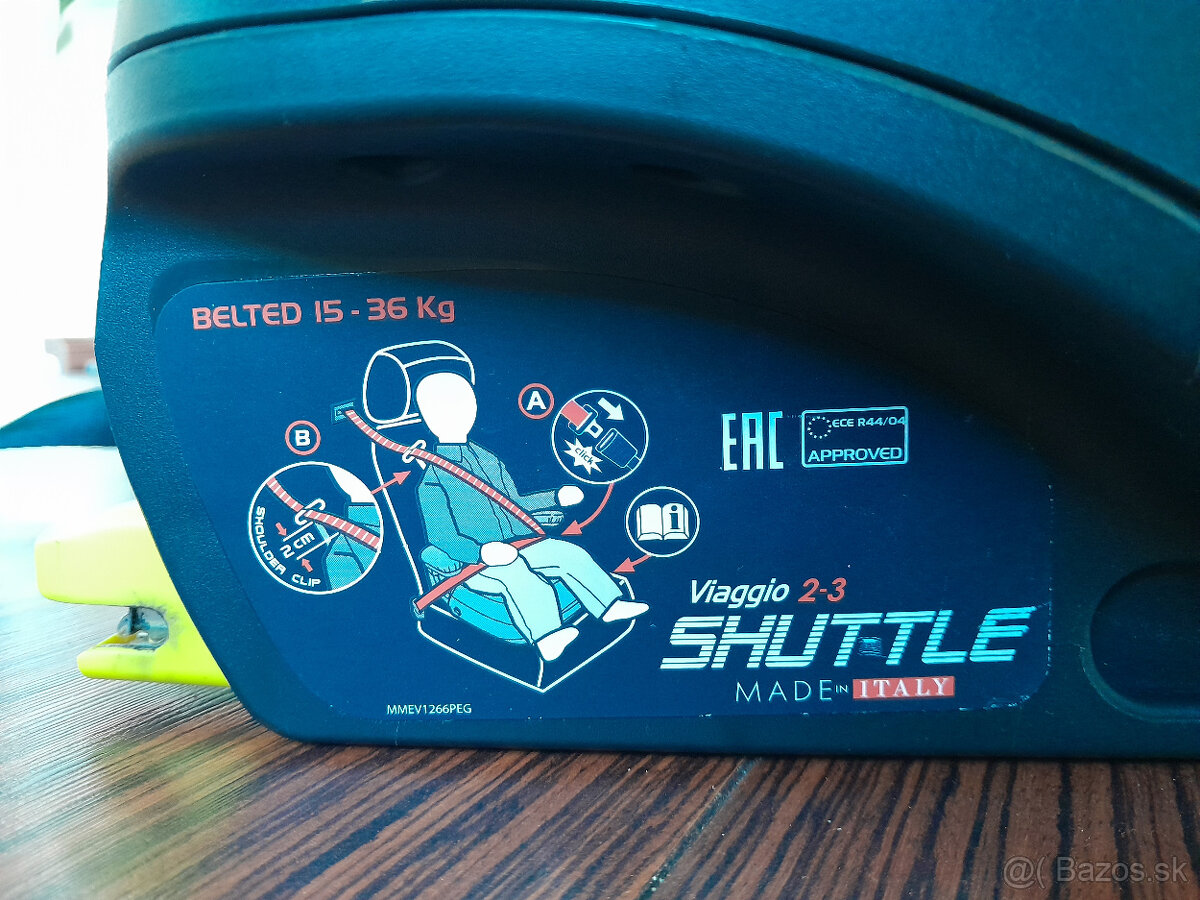 BELTED 15 - 36 Kg
A
B
click
SHOULDER CLIP
2 cm
i
EAC
ECE R44/04
APPROVED
Viaggio 2-3
SHUTTLE
MADE IN ITALY
MMEV1266PEG
@( Bazos.sk